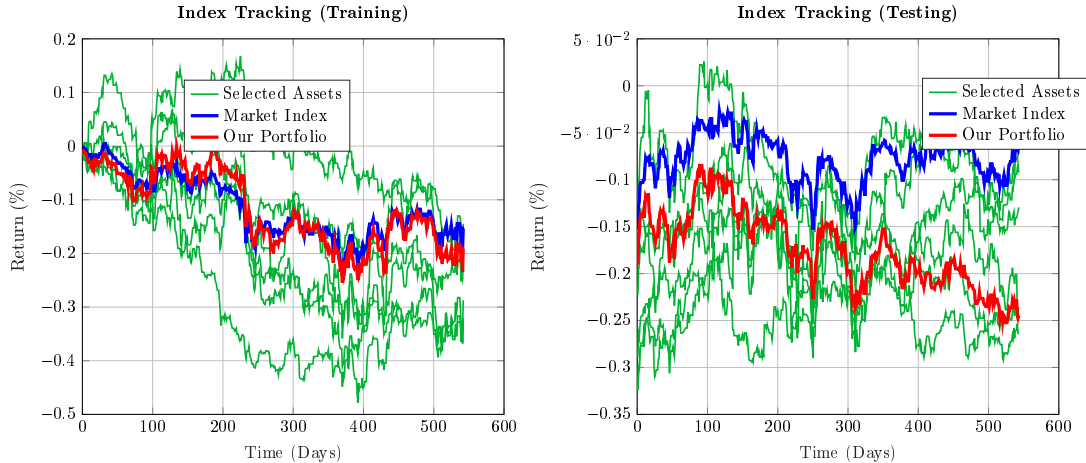 Index Tracking (Training)
0.2
0.1
0
−0.1
−0.2
−0.3
−0.4
−0.5
0 100 200 300 400 500 600
Return (%)
Time (Days)
Selected Assets
Market Index
Our Portfolio
Index Tracking (Testing)
5 · 10⁻²
0
−5 · 10⁻²
−0.1
−0.15
−0.2
−0.25
−0.3
−0.35
0 100 200 300 400 500 600
Return (%)
Time (Days)
Selected Assets
Market Index
Our Portfolio